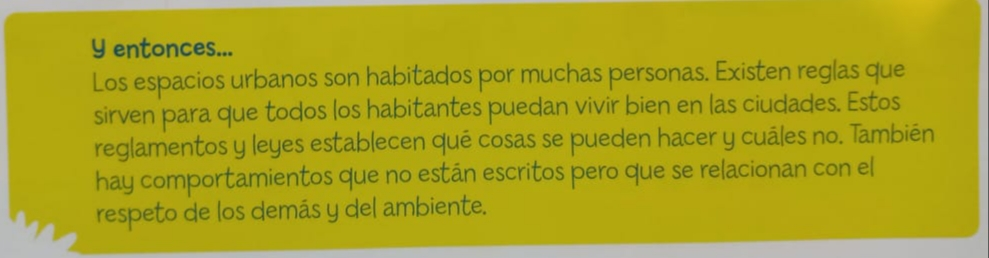 Y entonces...
Los espacios urbanos son habitados por muchas personas. Existen reglas que
sirven para que todos los habitantes puedan vivir bien en las ciudades. Estos
reglamentos y leyes establecen qué cosas se pueden hacer y cuáles no. También
hay comportamientos que no están escritos pero que se relacionan con el
respeto de los demás y del ambiente.